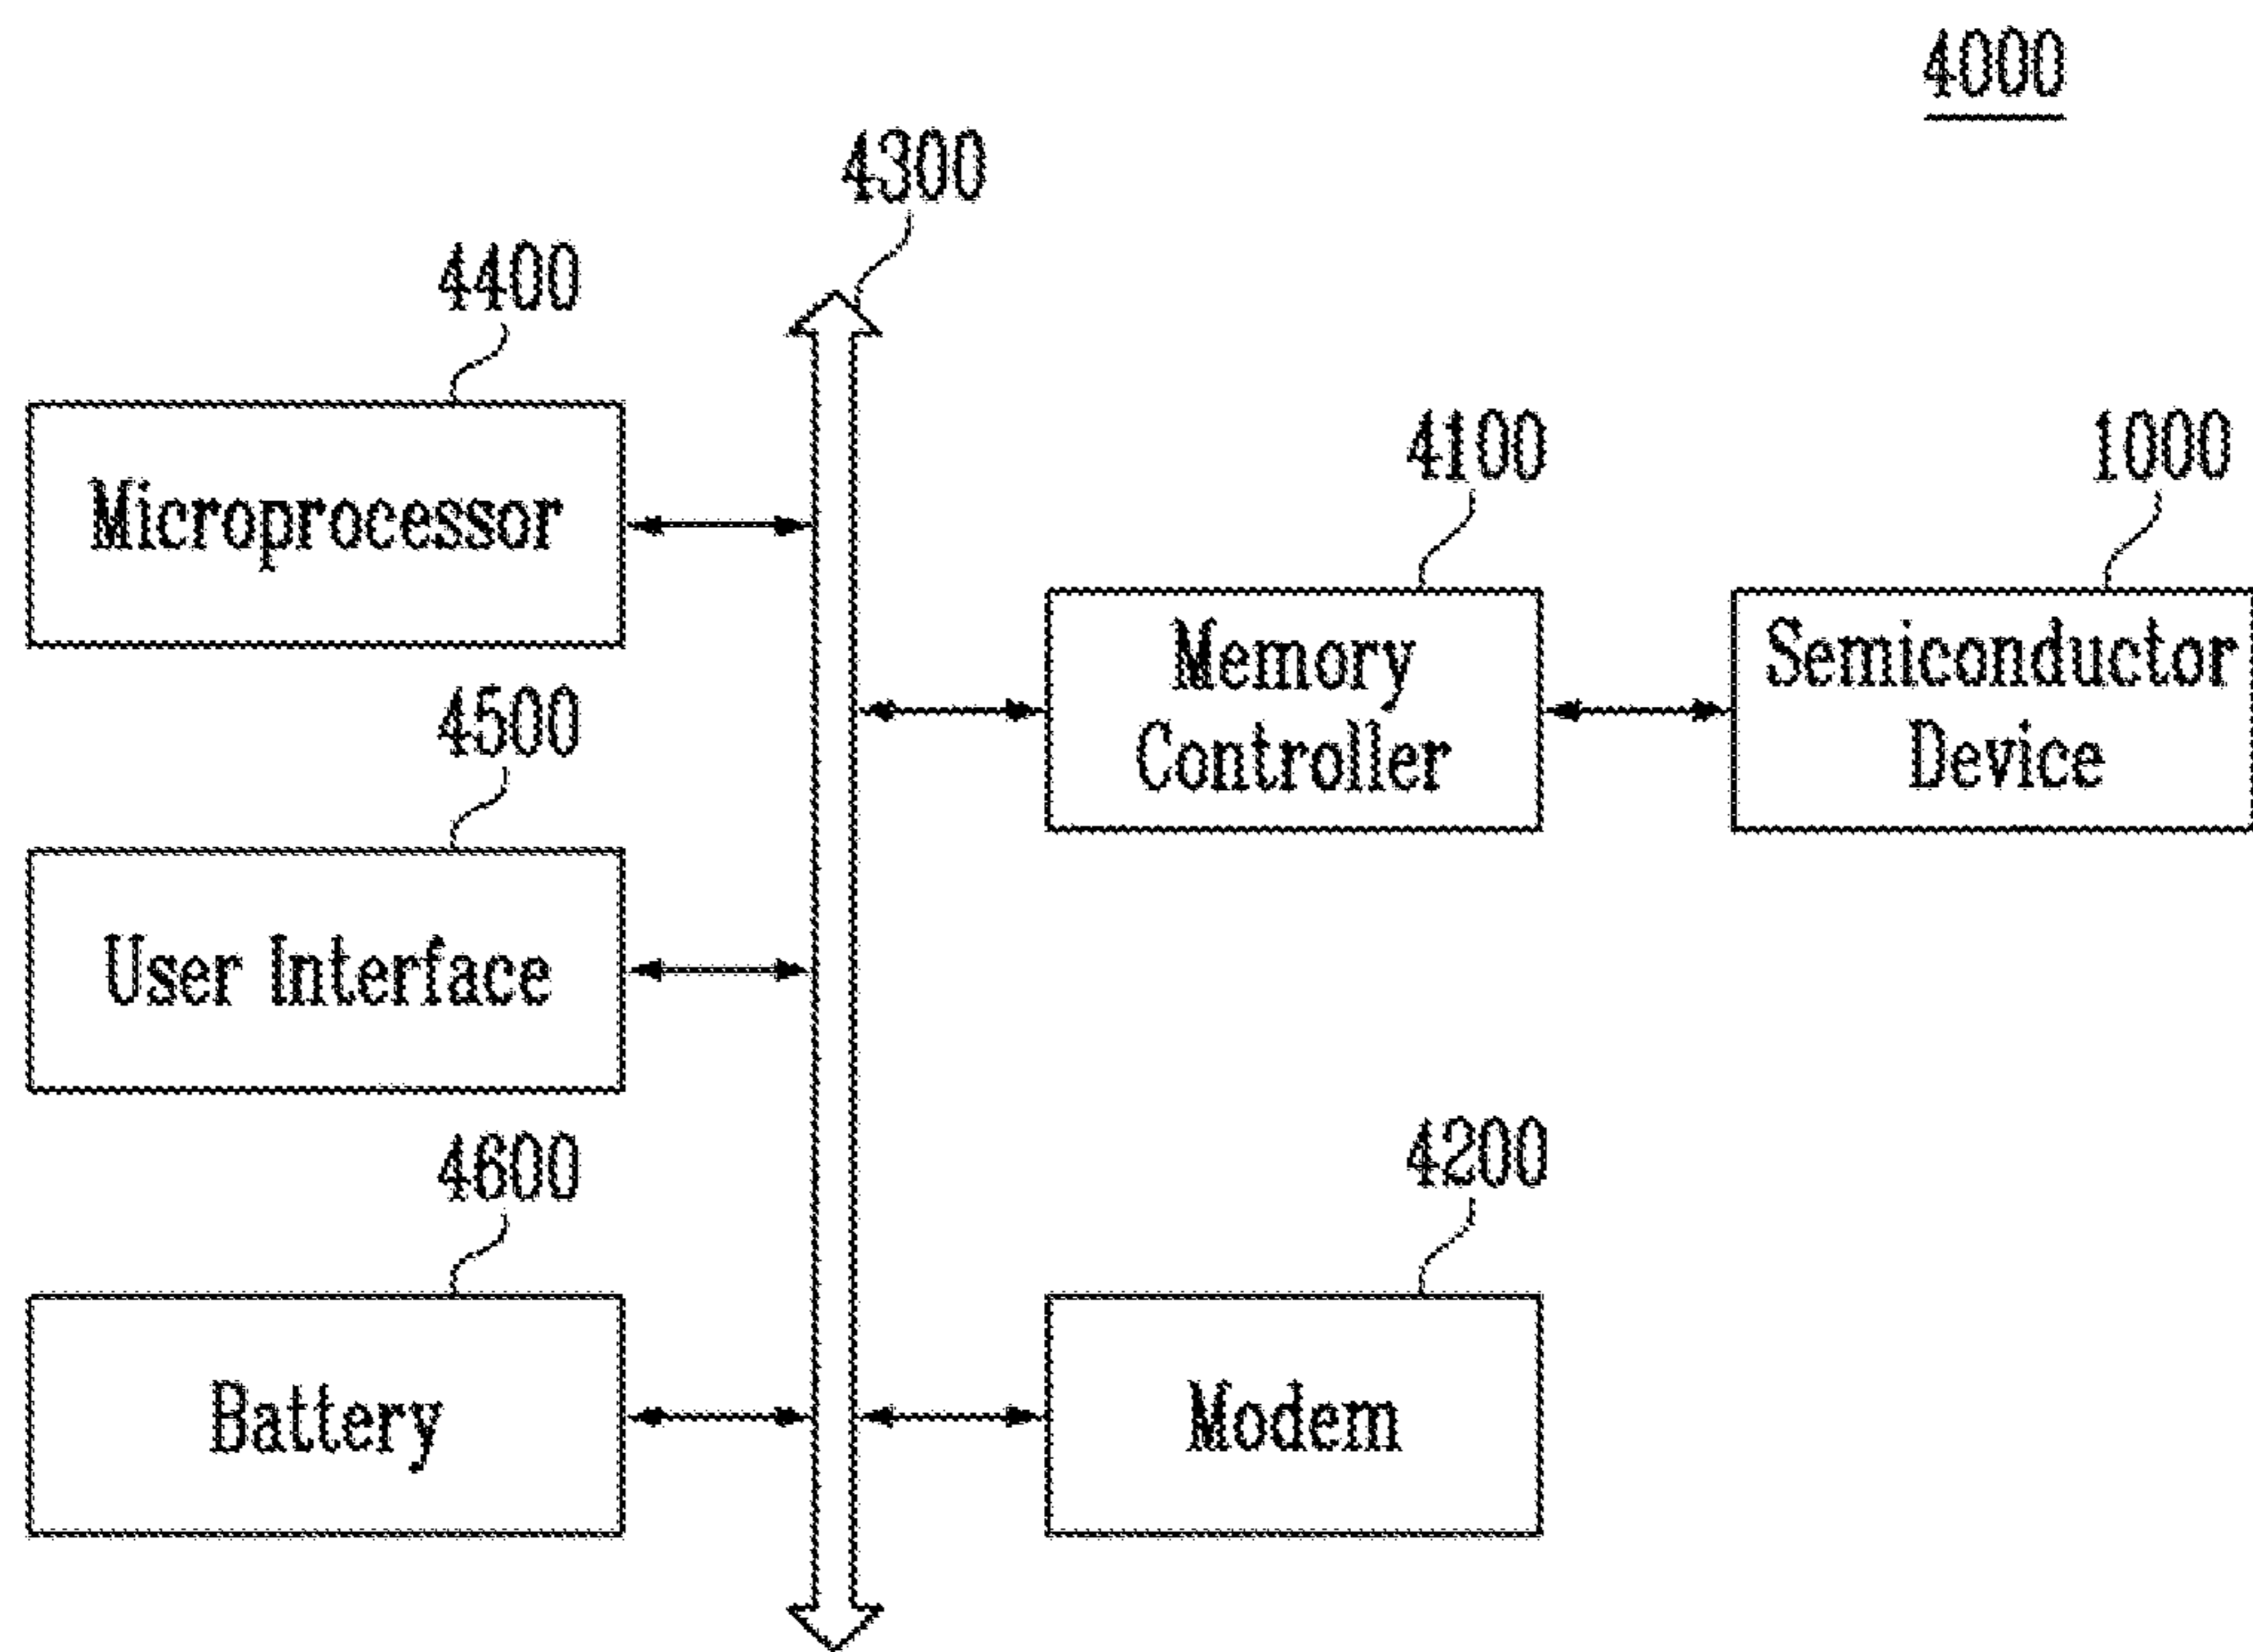 4000
4300
4400
Microprocessor
4100
1000
Memory
Controller
Semiconductor
Device
4500
User Interface
4600
Battery
4200
Modem